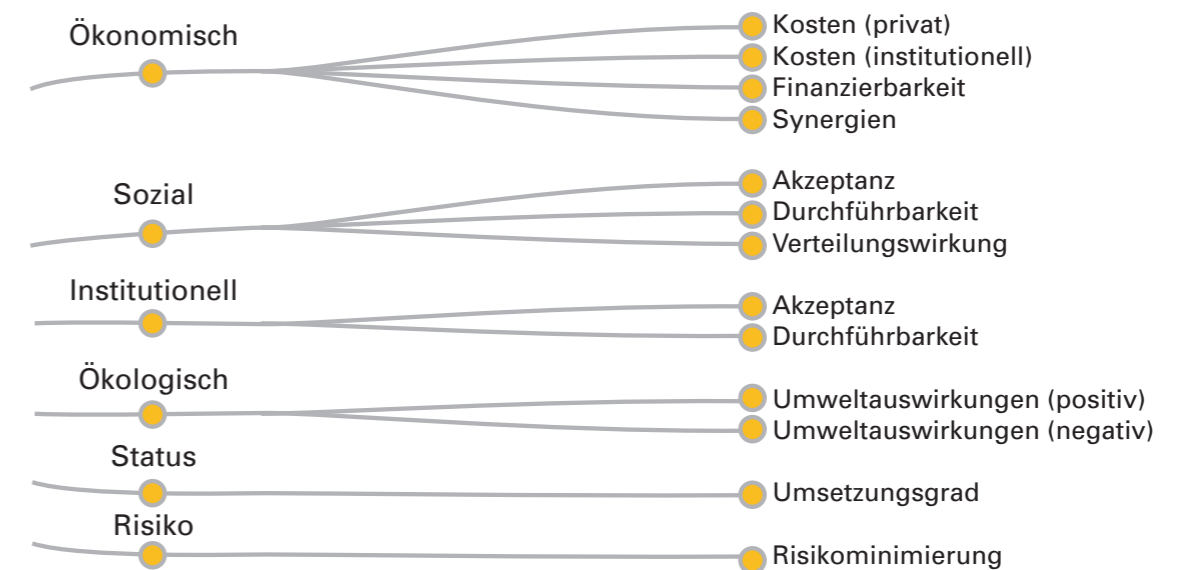 Ökonomisch
Kosten (privat)
Kosten (institutionell)
Finanzierbarkeit
Synergien
Sozial
Akzeptanz
Durchführbarkeit
Verteilungswirkung
Institutionell
Akzeptanz
Durchführbarkeit
Ökologisch
Umweltauswirkungen (positiv)
Umweltauswirkungen (negativ)
Status
Umsetzungsgrad
Risiko
Risikominimierung